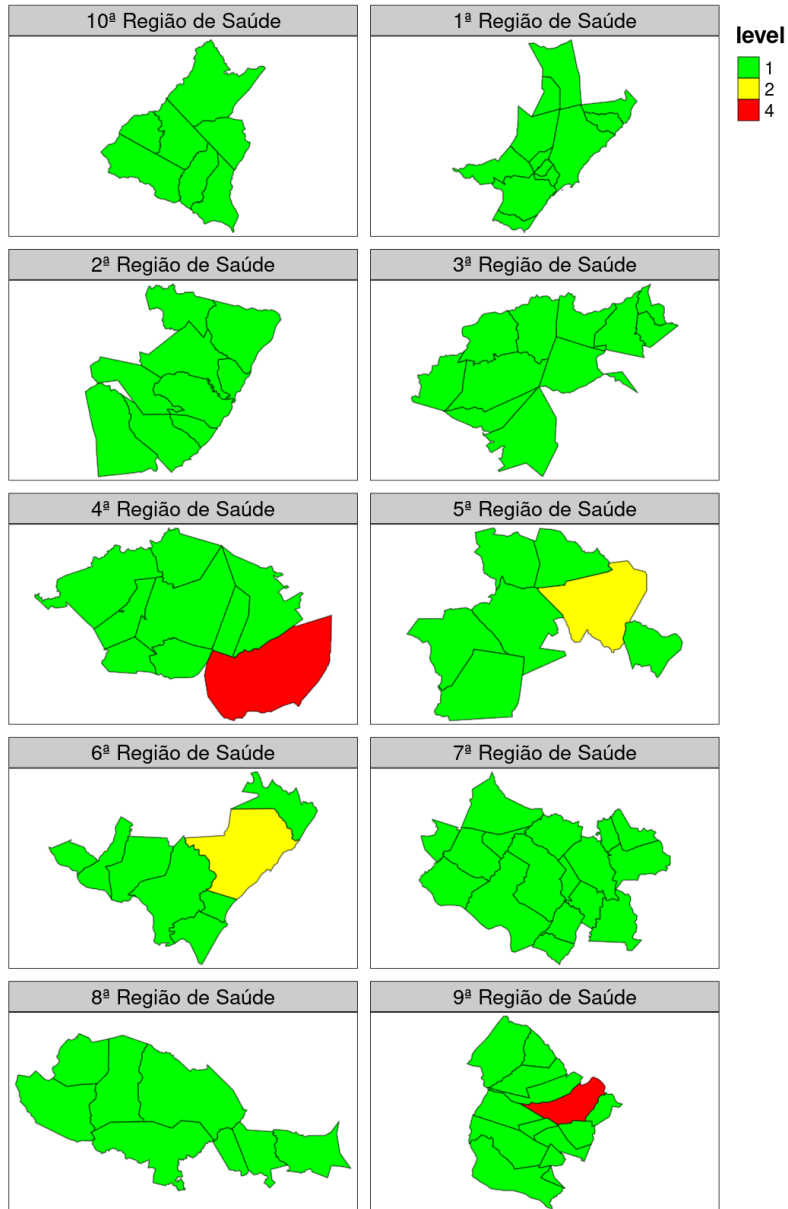 10ª Região de Saúde
1ª Região de Saúde
level
1
2
4
2ª Região de Saúde
3ª Região de Saúde
4ª Região de Saúde
5ª Região de Saúde
6ª Região de Saúde
7ª Região de Saúde
8ª Região de Saúde
9ª Região de Saúde